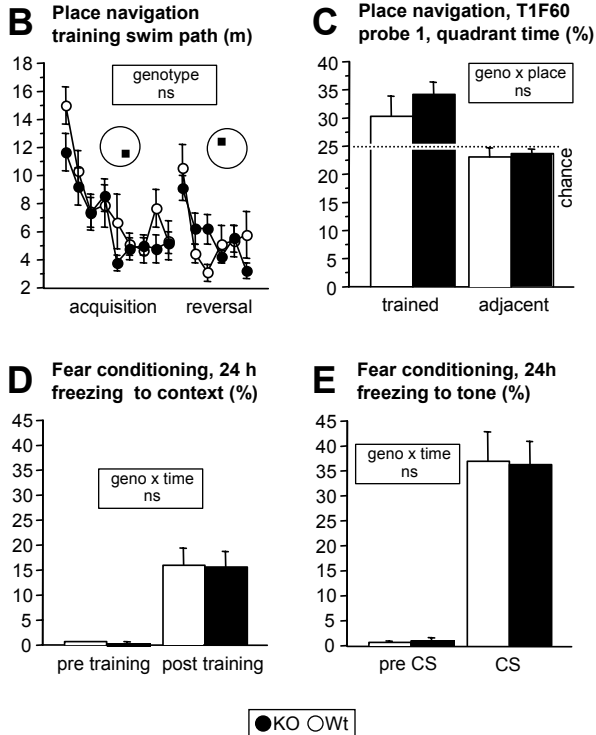 B Place navigation
training swim path (m)
18
16
14
12
10
8
6
4
2
genotype
ns
acquisition reversal
C Place navigation, T1F60
probe 1, quadrant time (%)
40
35
30
25
20
15
10
5
0
geno x place
ns
chance
trained adjacent
D Fear conditioning, 24 h
freezing to context (%)
45
40
35
30
25
20
15
10
5
0
geno x time
ns
pre training post training
E Fear conditioning, 24h
freezing to tone (%)
45
40
35
30
25
20
15
10
5
0
geno x time
ns
pre CS CS
KO Wt